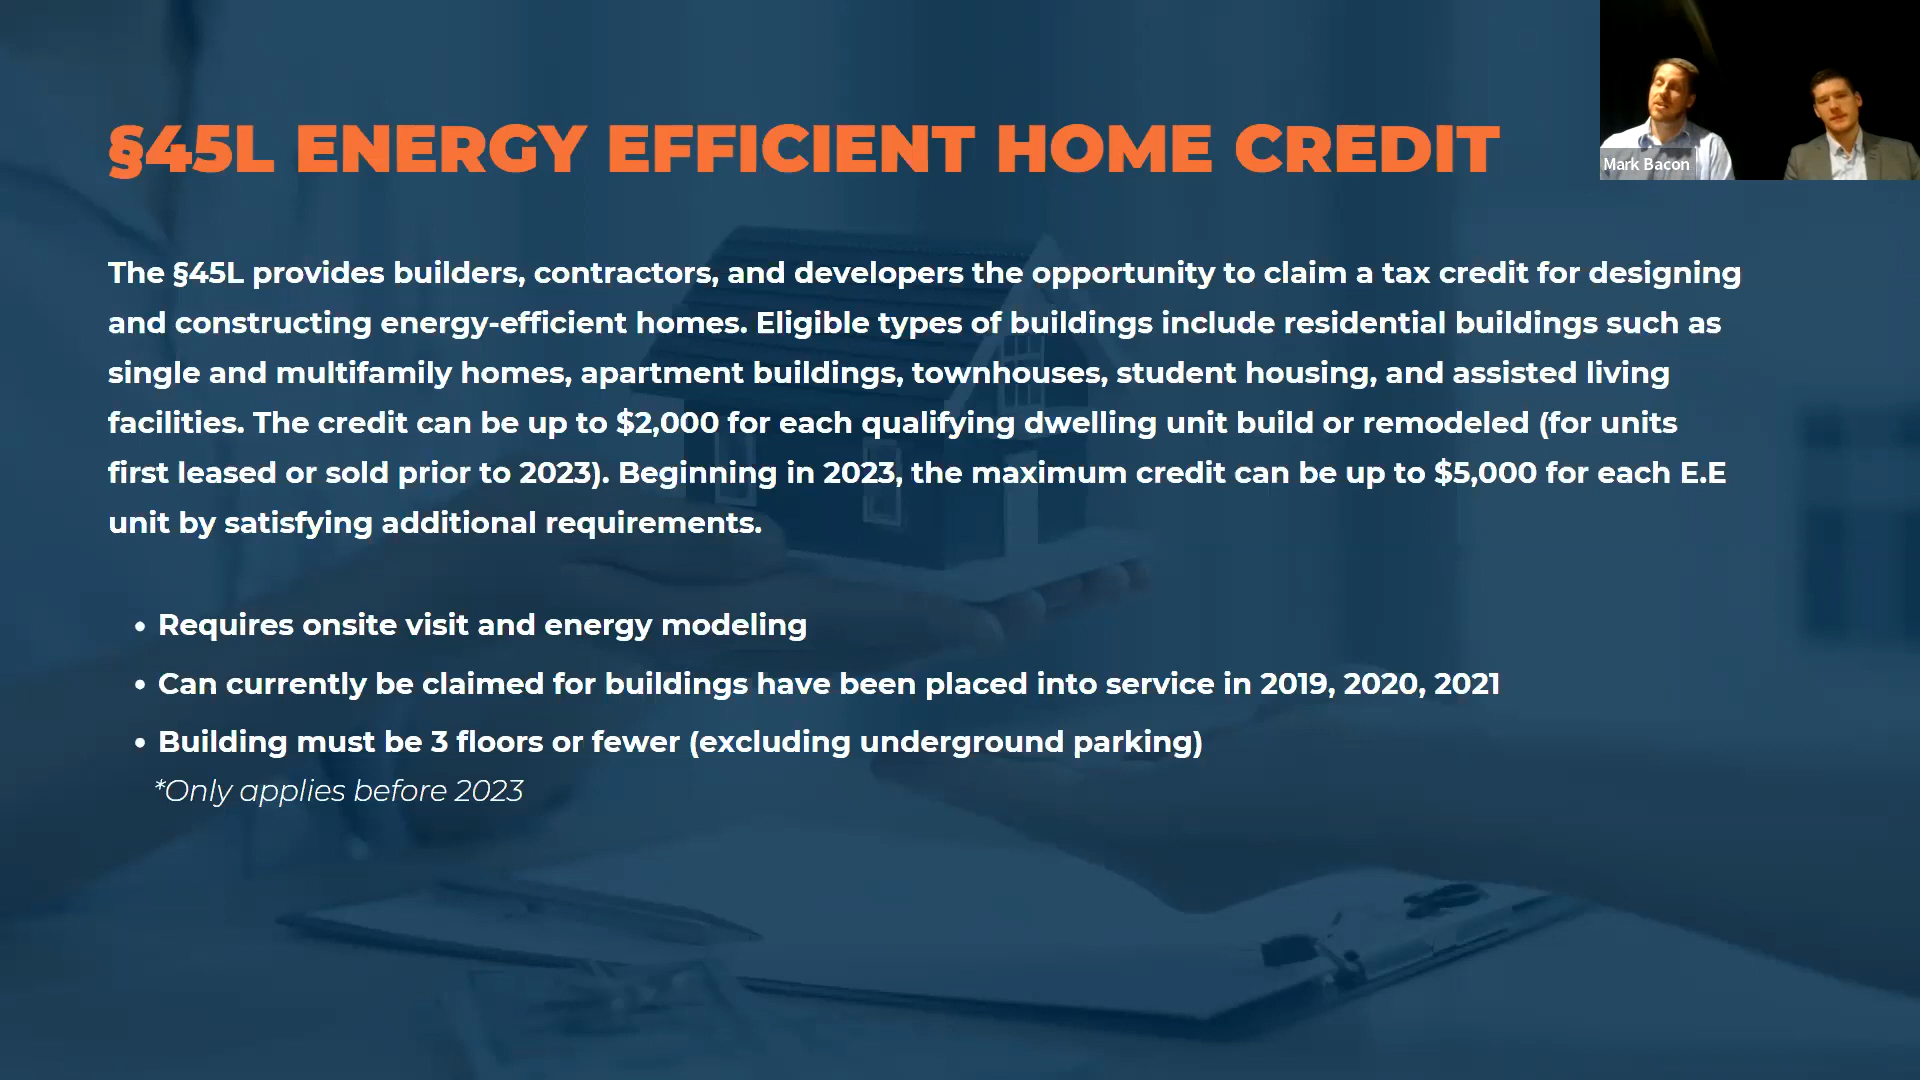 §45L ENERGY EFFICIENT HOME CREDIT
Mark Bacon
The §45L provides builders, contractors, and developers the opportunity to claim a tax credit for designing
and constructing energy-efficient homes. Eligible types of buildings include residential buildings such as
single and multifamily homes, apartment buildings, townhouses, student housing, and assisted living
facilities. The credit can be up to $2,000 for each qualifying dwelling unit build or remodeled (for units
first leased or sold prior to 2023). Beginning in 2023, the maximum credit can be up to $5,000 for each E.E
unit by satisfying additional requirements.
• Requires onsite visit and energy modeling
• Can currently be claimed for buildings have been placed into service in 2019, 2020, 2021
• Building must be 3 floors or fewer (excluding underground parking)
*Only applies before 2023